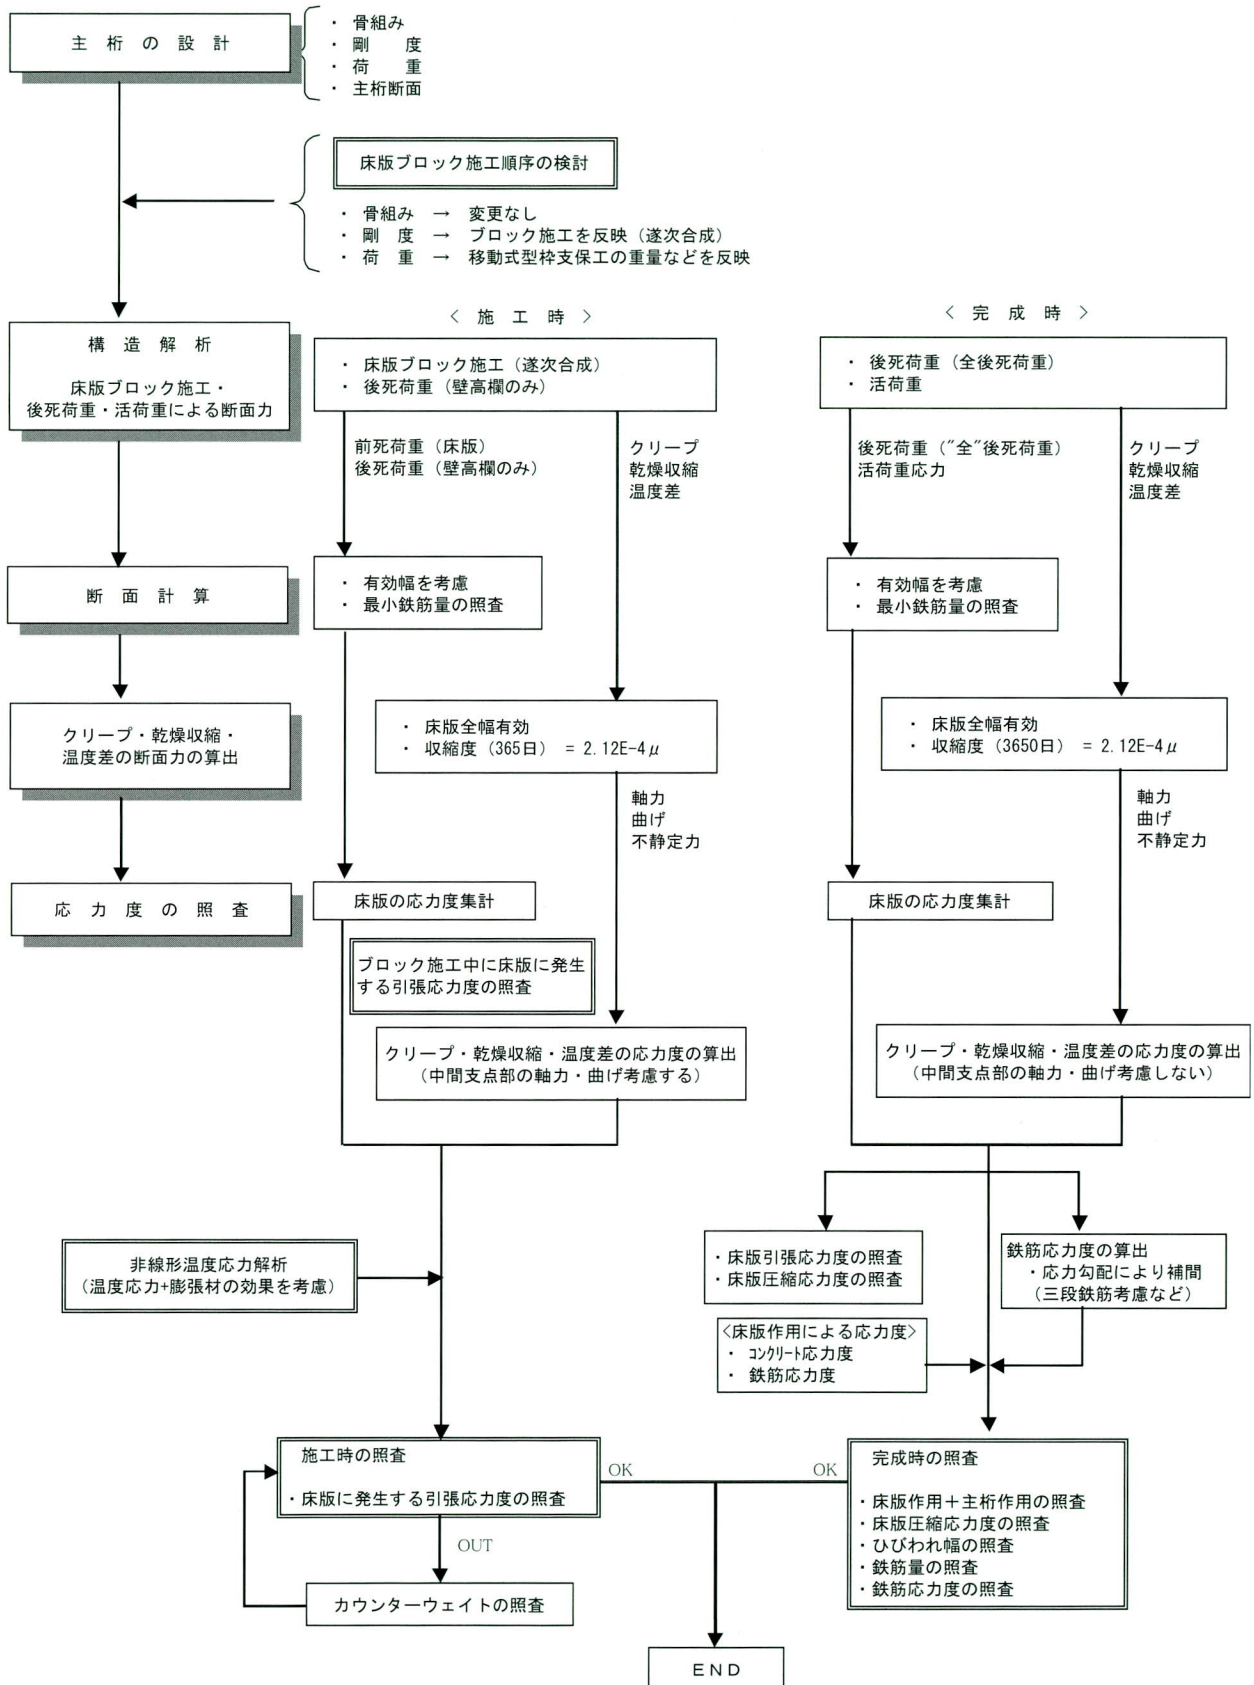 主 桁 の 設 計
・ 骨組み
・ 剛 度
・ 荷 重
・ 主桁断面
床版ブロック施工順序の検討
・ 骨組み → 変更なし
・ 剛 度 → ブロック施工を反映（遂次合成）
・ 荷 重 → 移動式型枠支保工の重量などを反映
構 造 解 析
床版ブロック施工・
後死荷重・活荷重による断面力
断 面 計 算
クリープ・乾燥収縮・
温度差の断面力の算出
応 力 度 の 照 査
〈 施 工 時 〉
・ 床版ブロック施工（遂次合成）
・ 後死荷重（壁高欄のみ）
前死荷重（床版）
後死荷重（壁高欄のみ）
クリープ
乾燥収縮
温度差
・ 有効幅を考慮
・ 最小鉄筋量の照査
・ 床版全幅有効
・ 収縮度（365日） = 2.12E-4μ
軸力
曲げ
不静定力
床版の応力度集計
ブロック施工中に床版に発生
する引張応力度の照査
クリープ・乾燥収縮・温度差の応力度の算出
（中間支点部の軸力・曲げ考慮する）
非線形温度応力解析
（温度応力+膨張材の効果を考慮）
施工時の照査
・床版に発生する引張応力度の照査
OK
OUT
カウンターウェイトの照査
〈 完 成 時 〉
・ 後死荷重（全後死荷重）
・ 活荷重
後死荷重（”全”後死荷重）
活荷重応力
クリープ
乾燥収縮
温度差
・ 有効幅を考慮
・ 最小鉄筋量の照査
・ 床版全幅有効
・ 収縮度（3650日） = 2.12E-4μ
軸力
曲げ
不静定力
床版の応力度集計
クリープ・乾燥収縮・温度差の応力度の算出
（中間支点部の軸力・曲げ考慮しない）
・床版引張応力度の照査
・床版圧縮応力度の照査
鉄筋応力度の算出
・応力勾配により補間
（三段鉄筋考慮など）
〈床版作用による応力度〉
・ コンクリート応力度
・ 鉄筋応力度
OK
完成時の照査
・床版作用＋主桁作用の照査
・床版圧縮応力度の照査
・ひびわれ幅の照査
・鉄筋量の照査
・鉄筋応力度の照査
END